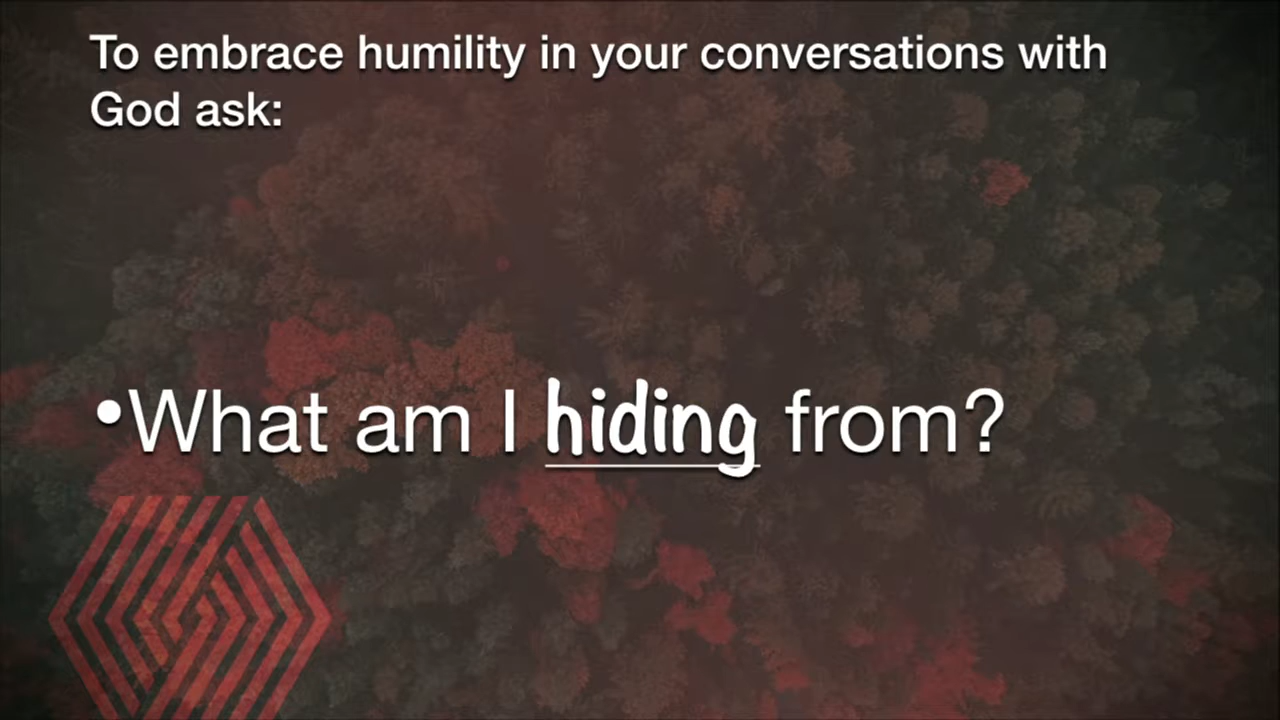 To embrace humility in your conversations with
God ask:
•What am I hiding from?